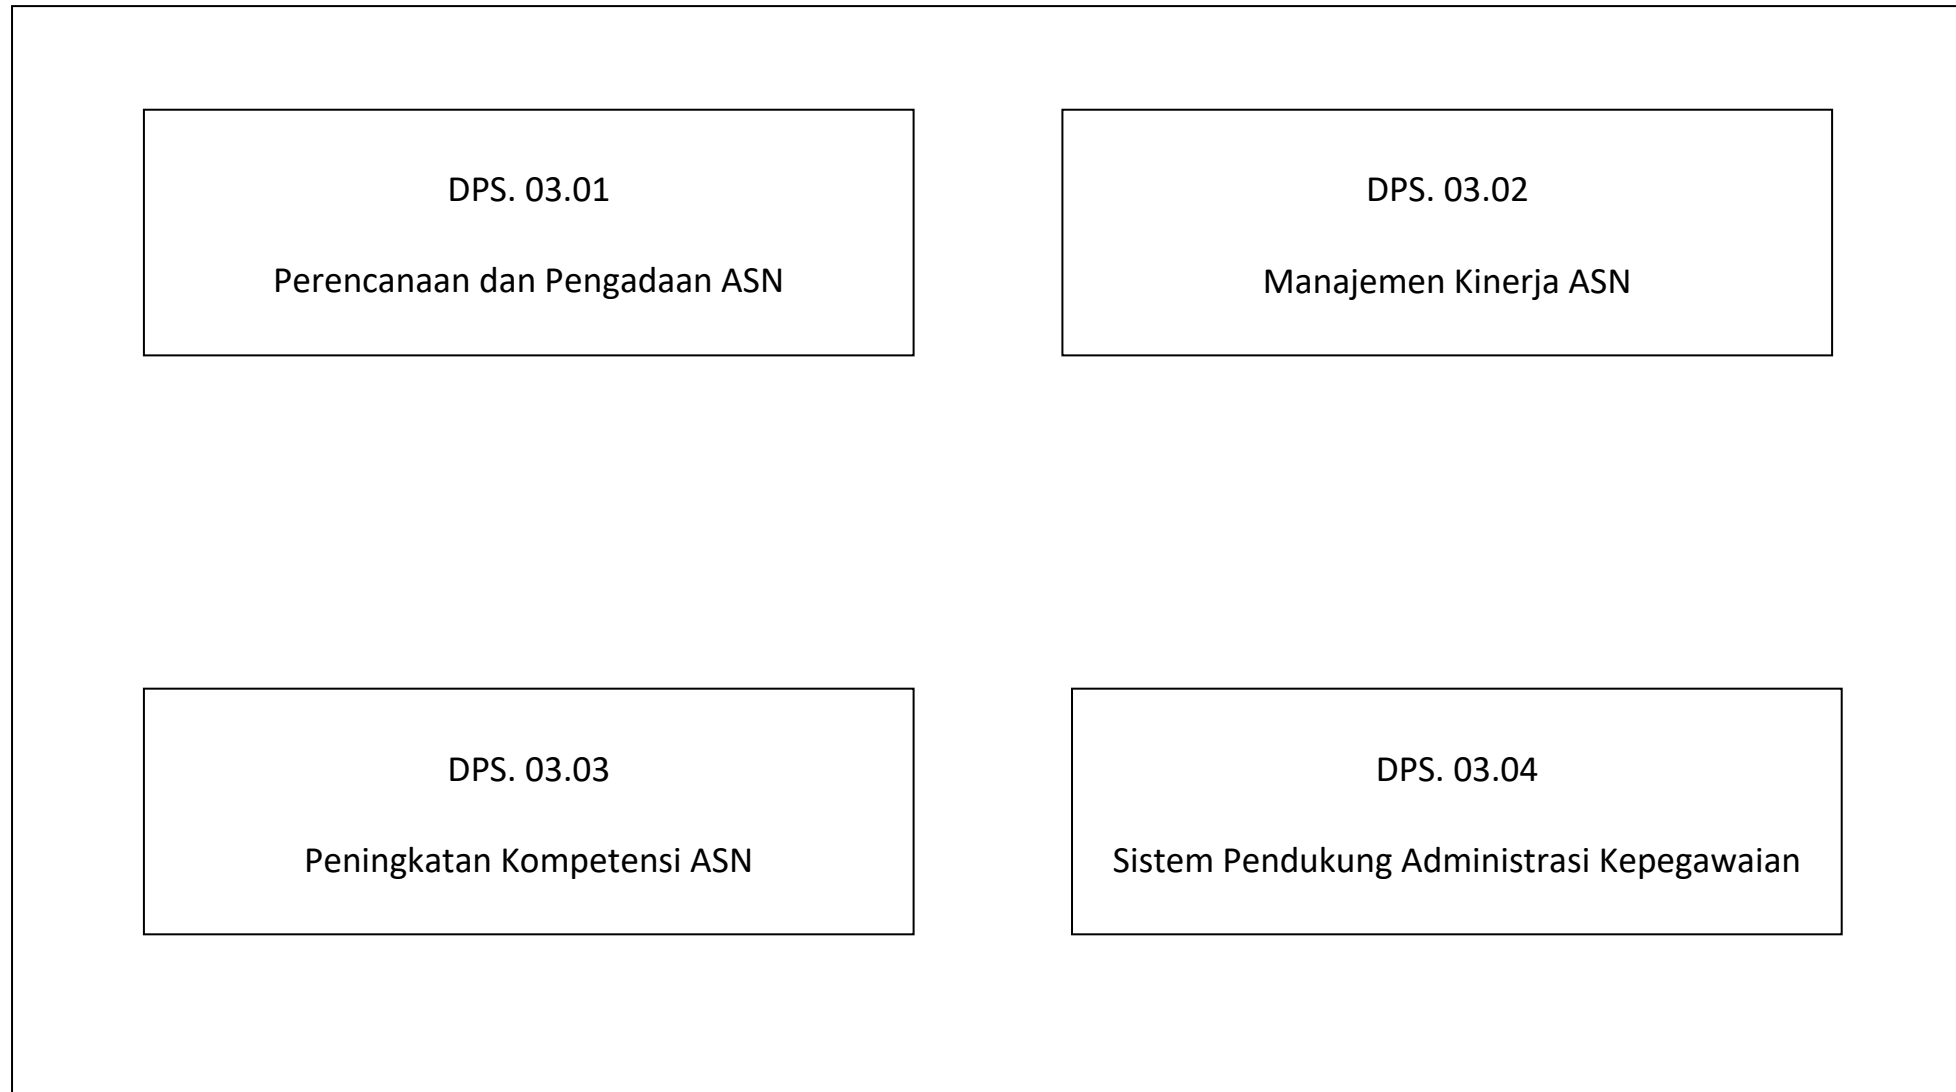 DPS. 03.01
Perencanaan dan Pengadaan ASN
DPS. 03.02
Manajemen Kinerja ASN
DPS. 03.03
Peningkatan Kompetensi ASN
DPS. 03.04
Sistem Pendukung Administrasi Kepegawaian